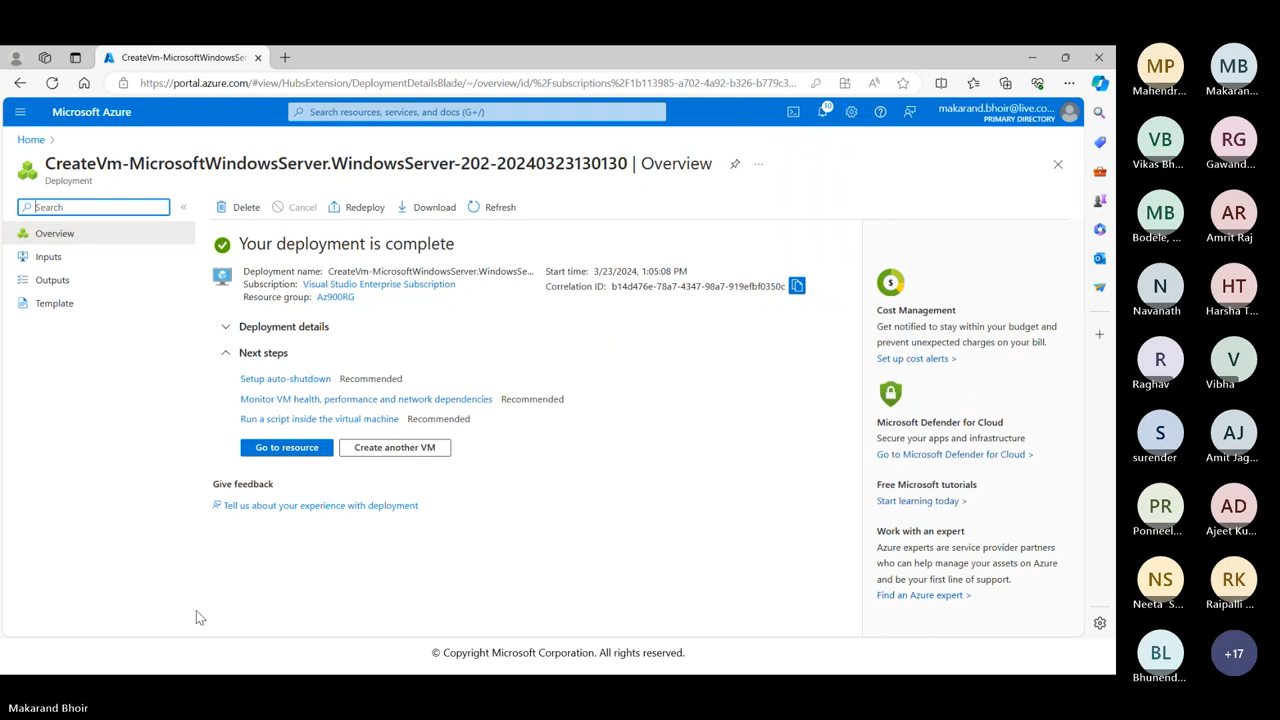 CreateVm-MicrosoftWindowsSer
https://portal.azure.com/#view/HubsExtension/DeploymentDetailsBlade/~/overview/id/%2Fsubscriptions%2F1b113985-a702-4a92-b326-b779c3...
Microsoft Azure
Search resources, services, and docs (G+/)
10
makarand.bhoir@live.co...
PRIMARY DIRECTORY
Home >
CreateVm-MicrosoftWindowsServer.WindowsServer-202-20240323130130 | Overview
Deployment
Search
Delete
Cancel
Redeploy
Download
Refresh
Overview
Inputs
Outputs
Template
Your deployment is complete
Deployment name: CreateVm-MicrosoftWindowsServer.WindowsSe...
Subscription: Visual Studio Enterprise Subscription
Resource group: Az900RG
Start time: 3/23/2024, 1:05:08 PM
Correlation ID: b14d476e-78a7-4347-98a7-919efbf0350c
Deployment details
Next steps
Setup auto-shutdown Recommended
Monitor VM health, performance and network dependencies Recommended
Run a script inside the virtual machine Recommended
Go to resource
Create another VM
Give feedback
Tell us about your experience with deployment
Cost Management
Get notified to stay within your budget and
prevent unexpected charges on your bill.
Set up cost alerts >
Microsoft Defender for Cloud
Secure your apps and infrastructure
Go to Microsoft Defender for Cloud >
Free Microsoft tutorials
Start learning today >
Work with an expert
Azure experts are service provider partners
who can help manage your assets on Azure
and be your first line of support.
Find an Azure expert >
© Copyright Microsoft Corporation. All rights reserved.
MP
Mahendr...
MB
Makaran...
VB
Vikas Bh...
RG
Gawand...
MB
Bodele, ...
AR
Amrit Raj
N
Navanath
HT
Harsha T...
R
Raghav
V
Vibha
S
surender
AJ
Amit Jag...
PR
Ponneel...
AD
Ajeet Ku...
NS
Neeta S...
RK
Raipalli ...
BL
Bhunend...
+17
Makarand Bhoir